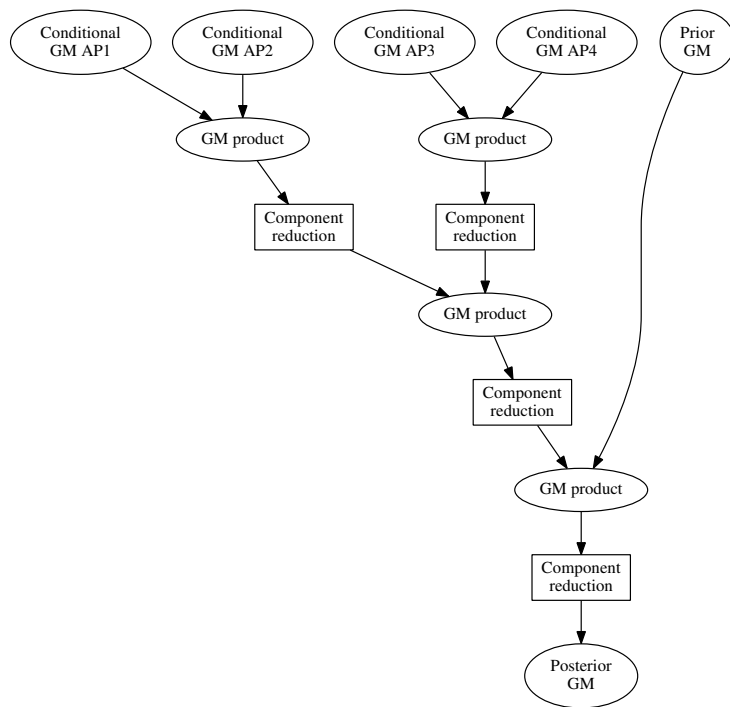 Conditional
GM AP1
Conditional
GM AP2
Conditional
GM AP3
Conditional
GM AP4
Prior
GM
GM product
GM product
Component
reduction
Component
reduction
GM product
Component
reduction
GM product
Component
reduction
Posterior
GM